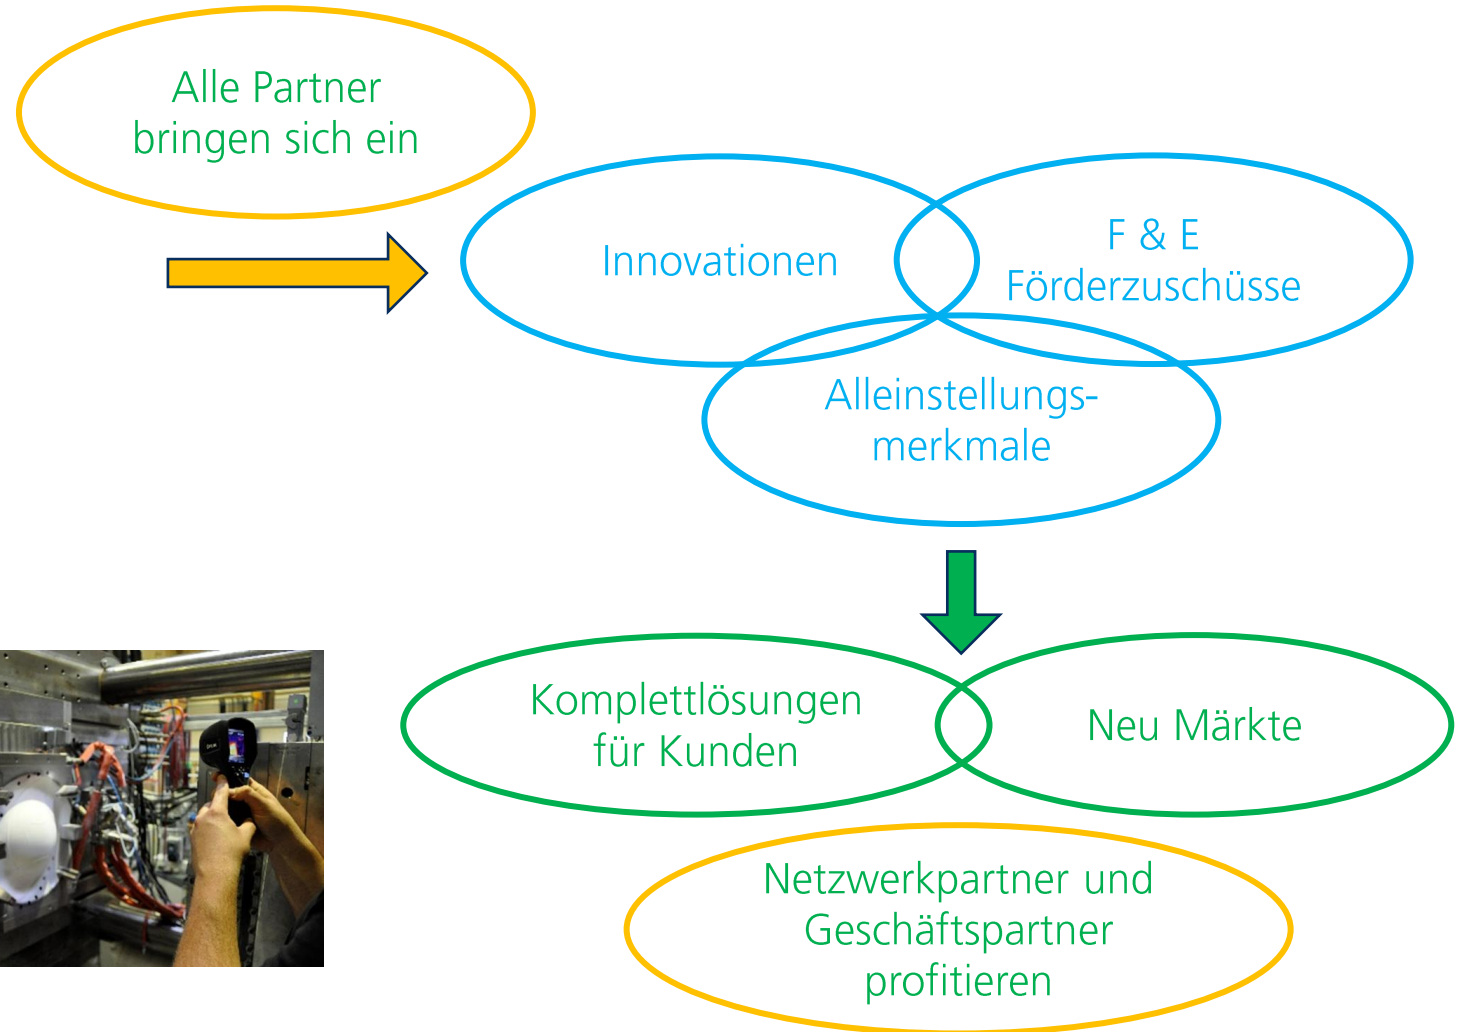 Alle Partner
bringen sich ein
Innovationen
F & E
Förderzuschüsse
Alleinstellungs-
merkmale
Komplettlösungen
für Kunden
Neu Märkte
Netzwerkpartner und
Geschäftspartner
profitieren